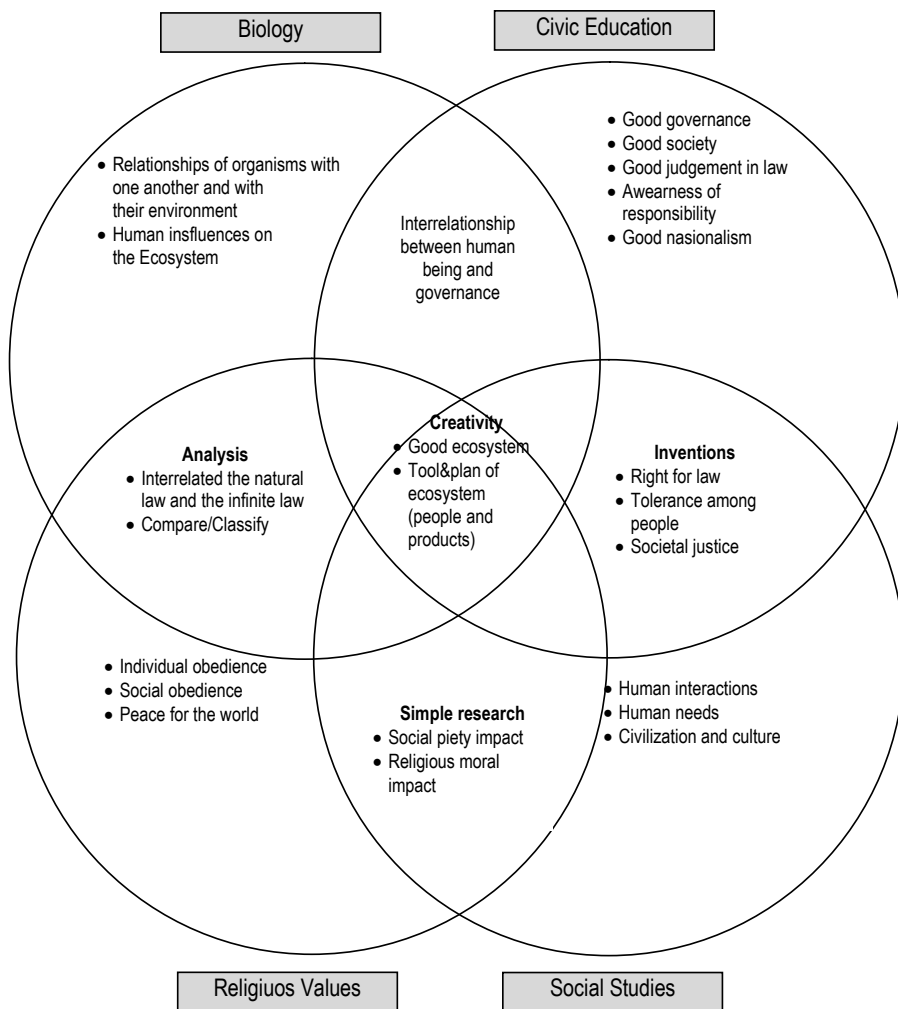 Biology
Civic Education
• Relationships of organisms with
one another and with
their environment
• Human insfluences on
the Ecosystem
Interrelationship
between human
being and
governance
• Good governance
• Good society
• Good judgement in law
• Awearness of
responsibility
• Good nasionalism
Analysis
• Interrelated the natural
law and the infinite law
• Compare/Classify
Creativity
• Good ecosystem
• Tool&plan of
ecosystem
(people and
products)
Inventions
• Right for law
• Tolerance among
people
• Societal justice
• Individual obedience
• Social obedience
• Peace for the world
Simple research
• Social piety impact
• Religious moral
impact
• Human interactions
• Human needs
• Civilization and culture
Religiuos Values
Social Studies